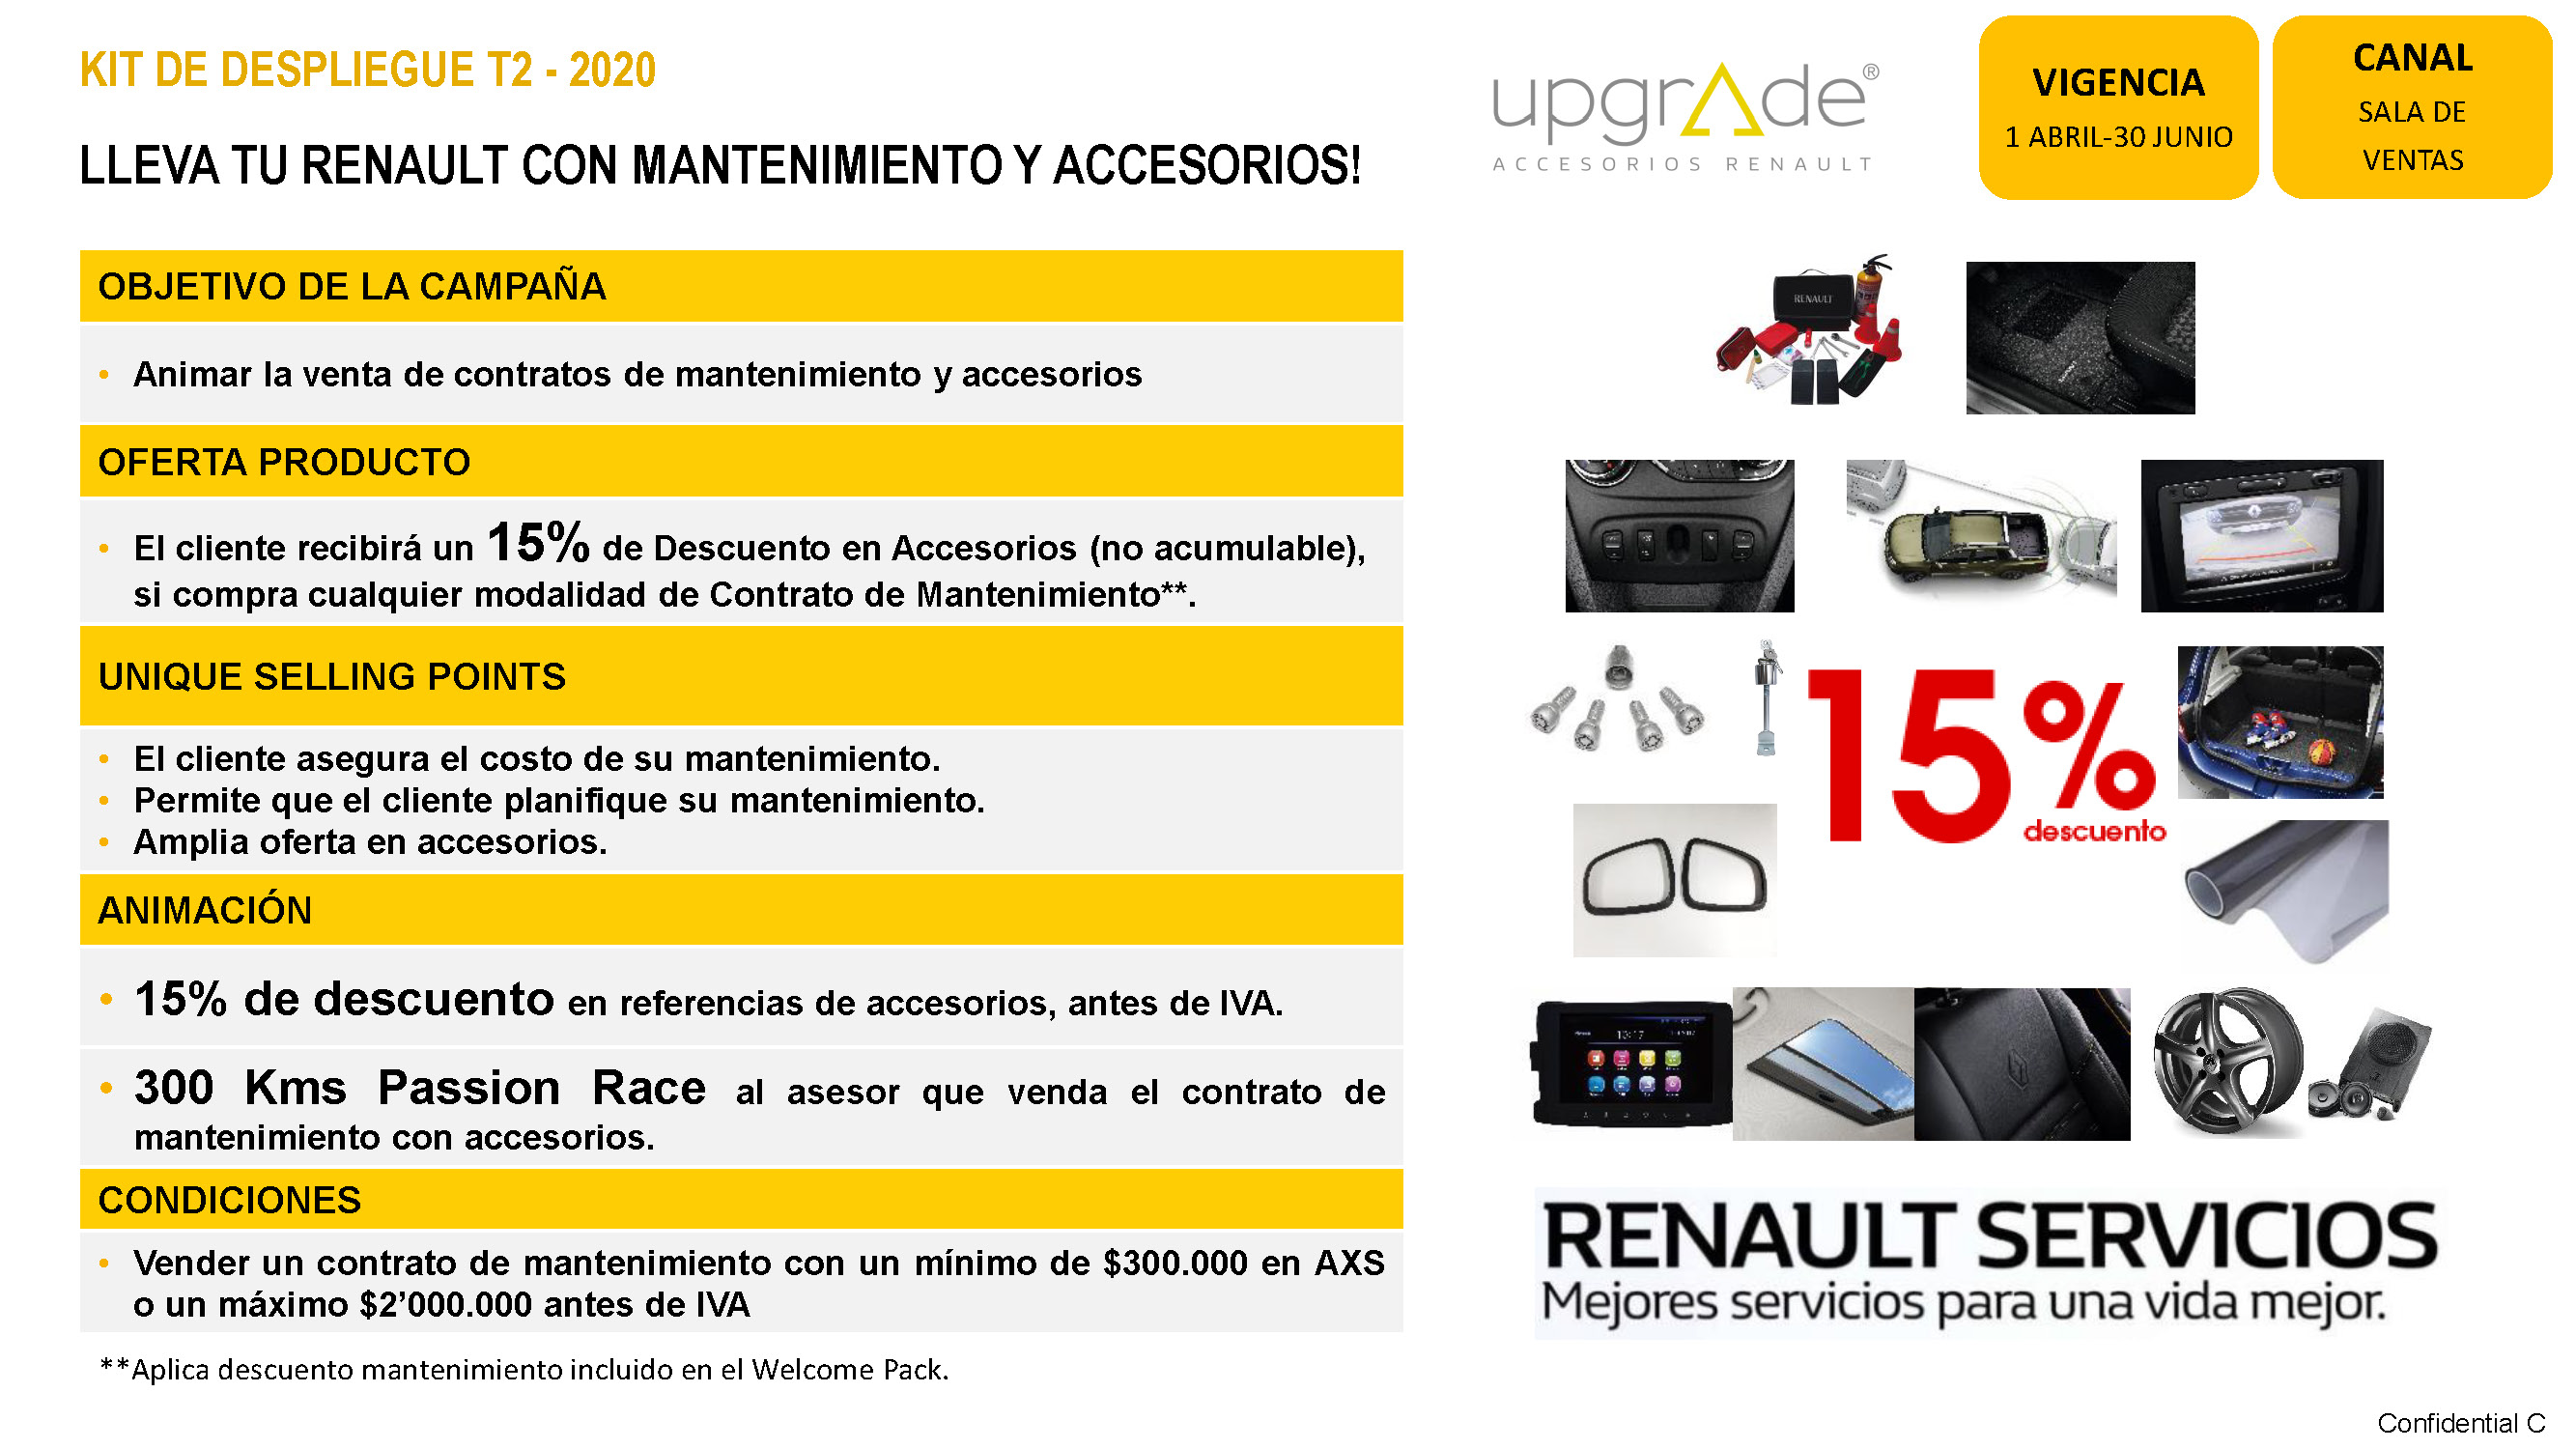 KIT DE DESPLIEGUE T2 - 2020
LLEVA TU RENAULT CON MANTENIMIENTO Y ACCESORIOS!
upgrade®
ACCESORIOS RENAULT
VIGENCIA
1 ABRIL-30 JUNIO
CANAL
SALA DE
VENTAS
OBJETIVO DE LA CAMPAÑA
• Animar la venta de contratos de mantenimiento y accesorios
OFERTA PRODUCTO
• El cliente recibirá un 15% de Descuento en Accesorios (no acumulable),
si compra cualquier modalidad de Contrato de Mantenimiento**.
UNIQUE SELLING POINTS
• El cliente asegura el costo de su mantenimiento.
• Permite que el cliente planifique su mantenimiento.
• Amplia oferta en accesorios.
ANIMACIÓN
• 15% de descuento en referencias de accesorios, antes de IVA.
• 300 Kms Passion Race al asesor que venda el contrato de
mantenimiento con accesorios.
CONDICIONES
• Vender un contrato de mantenimiento con un mínimo de $300.000 en AXS
o un máximo $2’000.000 antes de IVA
**Aplica descuento mantenimiento incluido en el Welcome Pack.
RENAULT
15%
descuento
10:17
RENAULT SERVICIOS
Mejores servicios para una vida mejor.
Confidential C